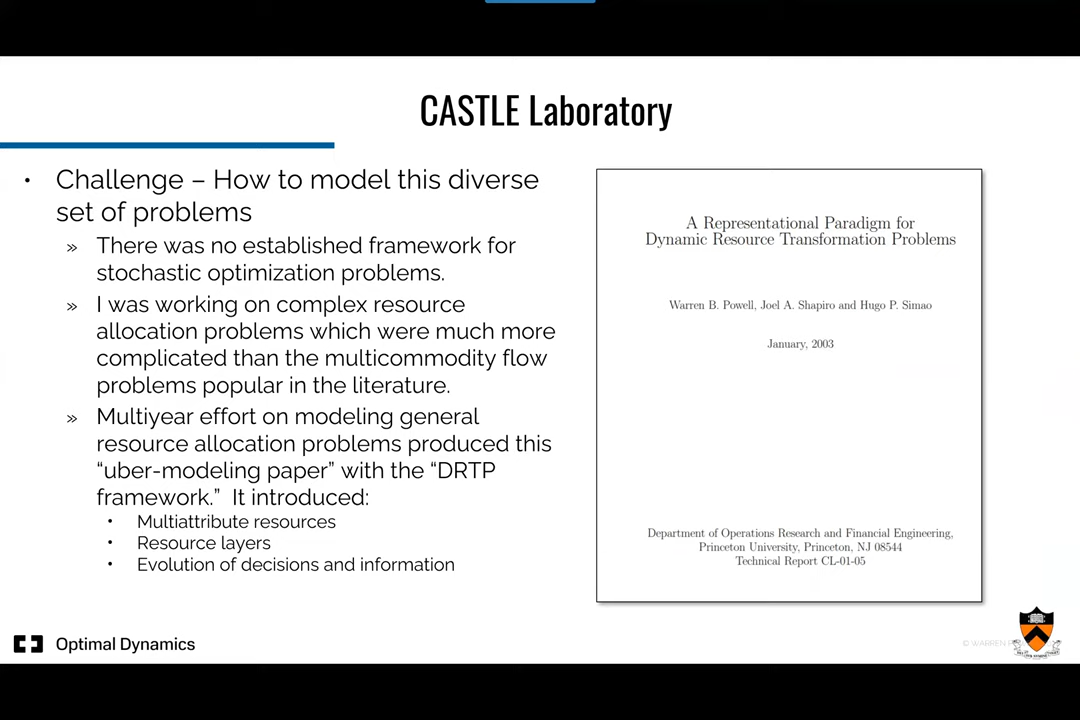 CASTLE Laboratory
• Challenge – How to model this diverse
set of problems
» There was no established framework for
stochastic optimization problems.
» I was working on complex resource
allocation problems which were much more
complicated than the multicommodity flow
problems popular in the literature.
» Multiyear effort on modeling general
resource allocation problems produced this
“uber-modeling paper” with the “DRTP
framework.” It introduced:
• Multiattribute resources
• Resource layers
• Evolution of decisions and information
A Representational Paradigm for
Dynamic Resource Transformation Problems
Warren B. Powell, Joel A. Shapiro and Hugo P. Simao
January, 2003
Department of Operations Research and Financial Engineering,
Princeton University, Princeton, NJ 08544
Technical Report CL-01-05
Optimal Dynamics
© WARREN